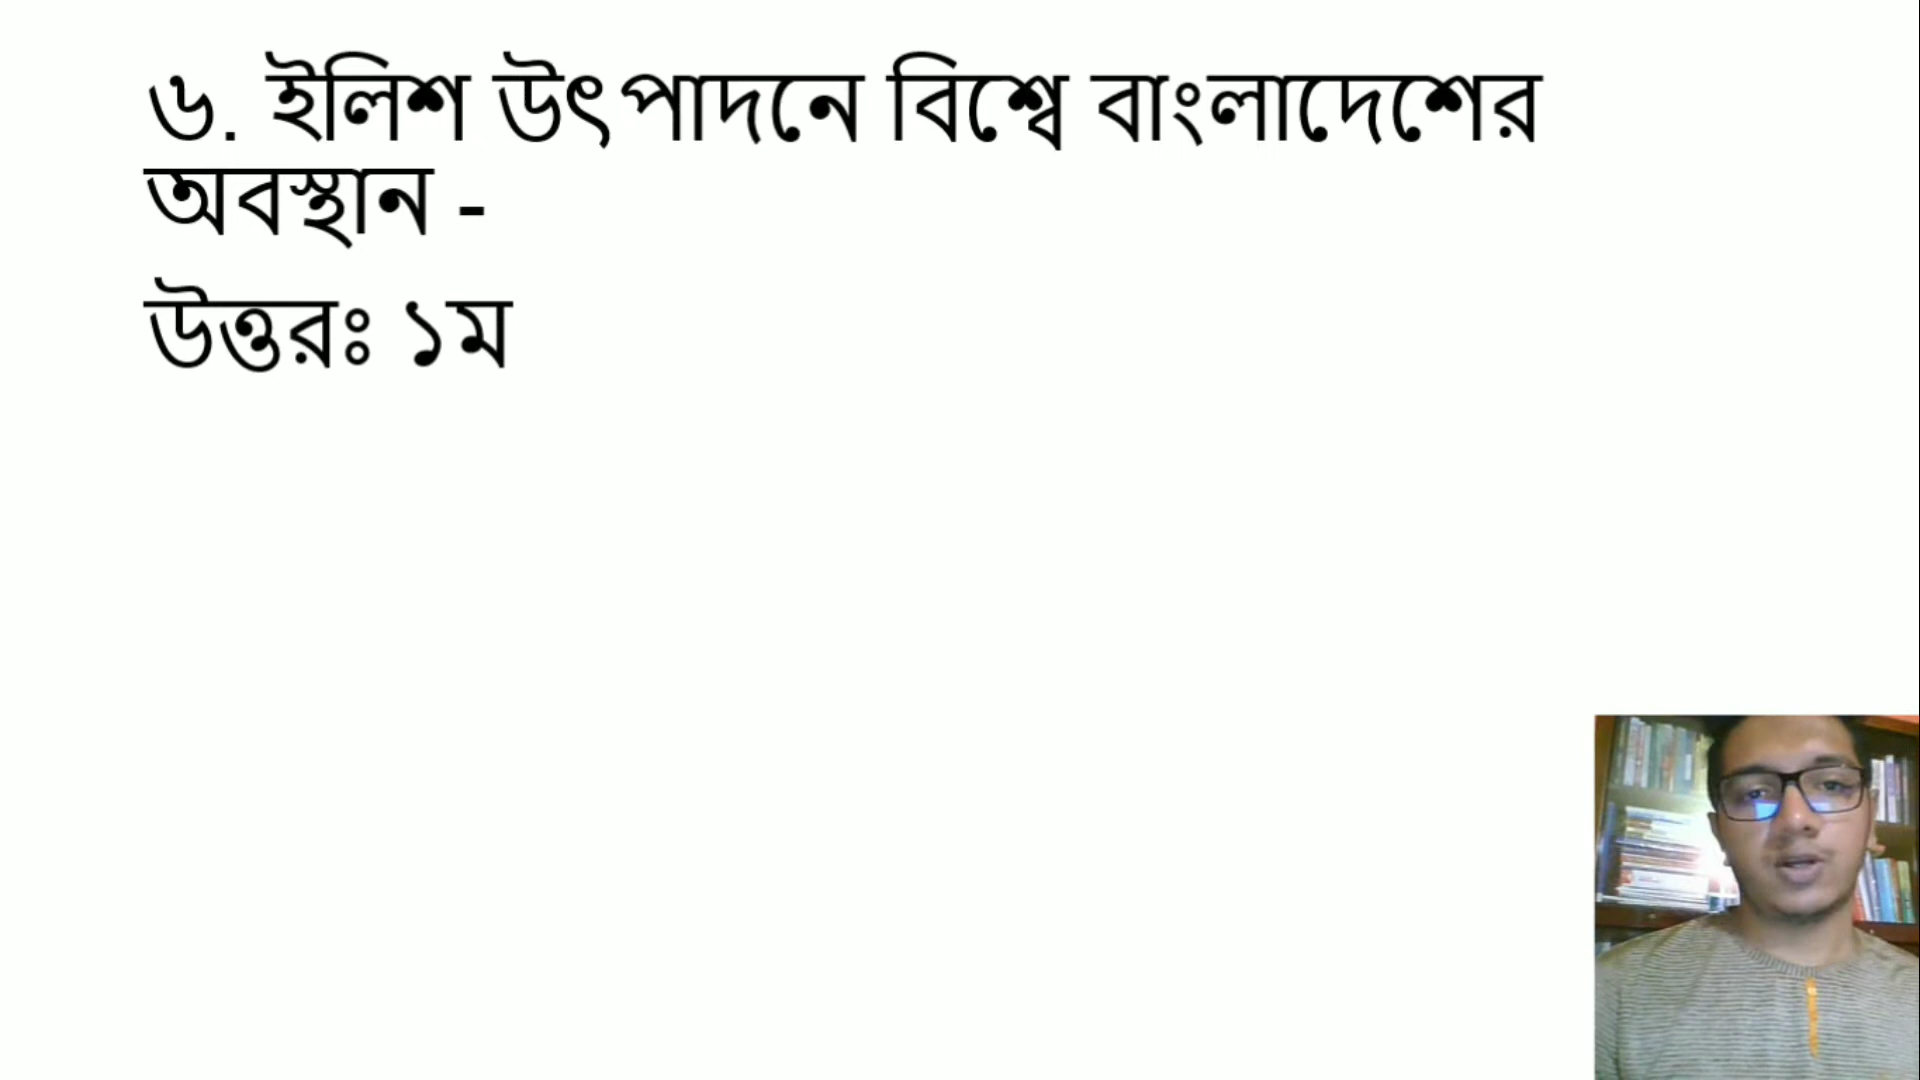 ৬. ইলিশ উৎপাদনে বিশ্বে বাংলাদেশের
অবস্থান -
উত্তরঃ ১ম